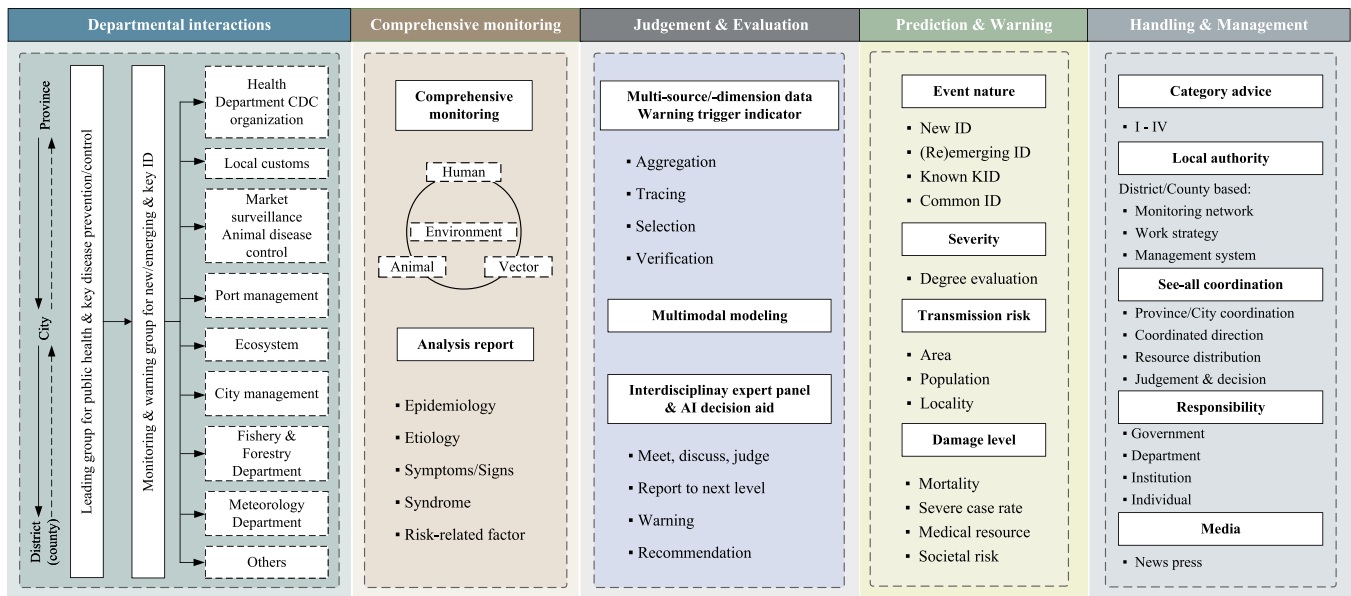 Departmental interactions
Province
City
District
(county)
Leading group for public health & key disease prevention/control
Monitoring & warning group for new/emerging & key ID
Health
Department CDC
organization
Local customs
Market
surveillance
Animal disease
control
Port management
Ecosystem
City management
Fishery &
Forestry
Department
Meteorology
Department
Others
Comprehensive monitoring
Comprehensive
monitoring
Human
Environment
Animal
Vector
Analysis report
▪ Epidemiology
▪ Etiology
▪ Symptoms/Signs
▪ Syndrome
▪ Risk-related factor
Judgement & Evaluation
Multi-source/-dimension data
Warning trigger indicator
▪ Aggregation
▪ Tracing
▪ Selection
▪ Verification
Multimodal modeling
Interdisciplinay expert panel
& AI decision aid
▪ Meet, discuss, judge
▪ Report to next level
▪ Warning
▪ Recommendation
Prediction & Warning
Event nature
▪ New ID
▪ (Re)emerging ID
▪ Known KID
▪ Common ID
Severity
▪ Degree evaluation
Transmission risk
▪ Area
▪ Population
▪ Locality
Damage level
▪ Mortality
▪ Severe case rate
▪ Medical resource
▪ Societal risk
Handling & Management
Category advice
▪ I - IV
Local authority
District/County based:
▪ Monitoring network
▪ Work strategy
▪ Management system
See-all coordination
▪ Province/City coordination
▪ Coordinated direction
▪ Resource distribution
▪ Judgement & decision
Responsibility
▪ Government
▪ Department
▪ Institution
▪ Individual
Media
▪ News press